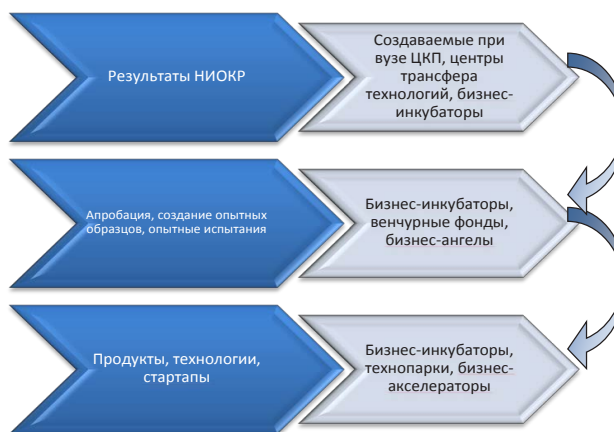 Результаты НИОКР
Создаваемые при
вузе ЦКП, центры
трансфера
технологий, бизнес-
инкубаторы
Апробация, создание опытных
образцов, опытные испытания
Бизнес-инкубаторы,
венчурные фонды,
бизнес-ангелы
Продукты, технологии,
стартапы
Бизнес-инкубаторы,
технопарки, бизнес-
акселераторы